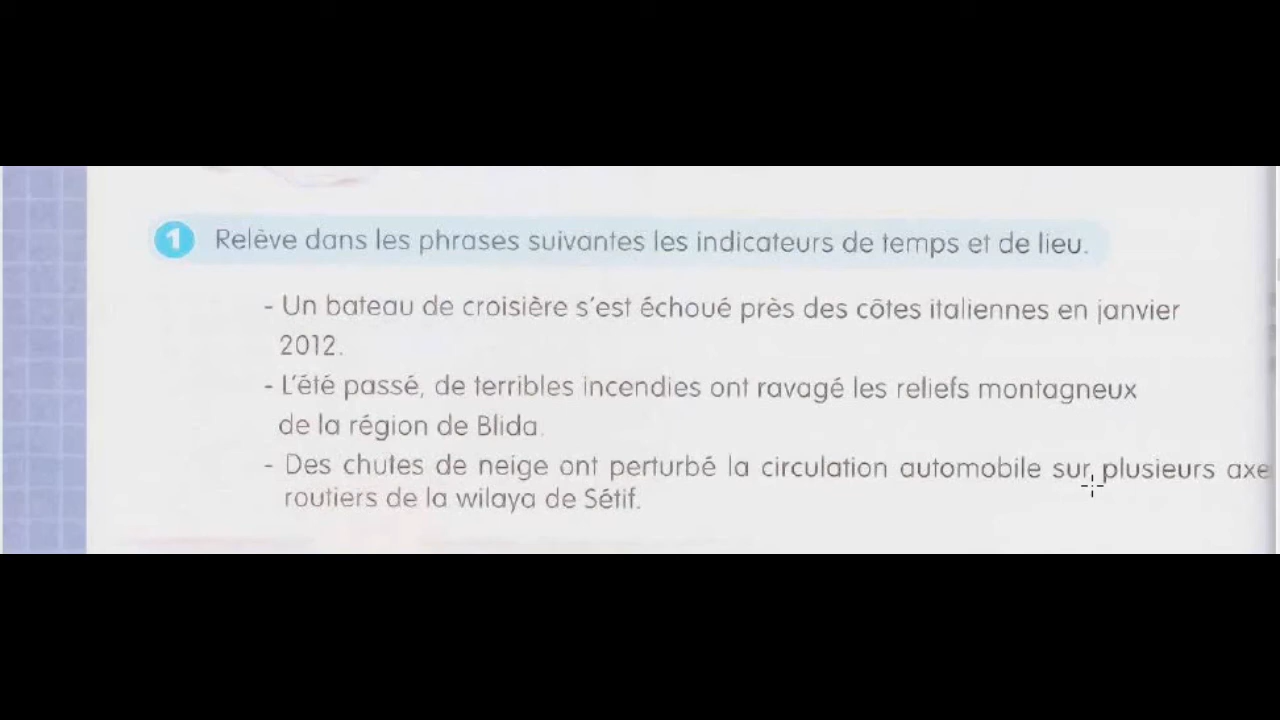 1 Relève dans les phrases suivantes les indicateurs de temps et de lieu.
- Un bateau de croisière s'est échoué près des côtes italiennes en janvier
2012.
- L'été passé, de terribles incendies ont ravagé les reliefs montagneux
de la région de Blida.
- Des chutes de neige ont perturbé la circulation automobile sur plusieurs axe
routiers de la wilaya de Sétif.